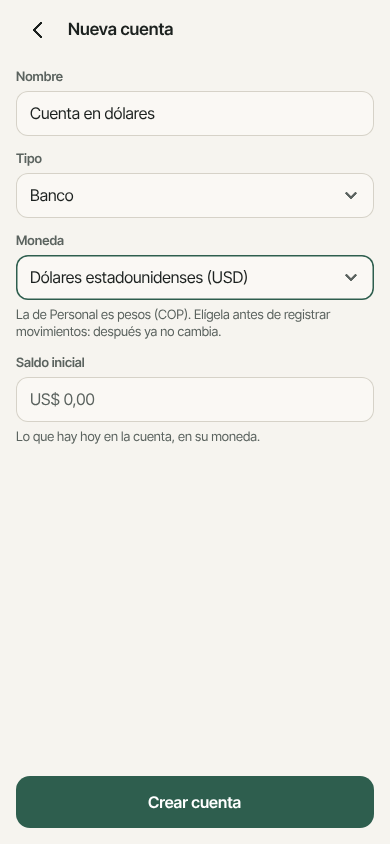 Nueva cuenta
Nombre
Cuenta en dólares
Tipo
Banco
Moneda
Dólares estadounidenses (USD)
La de Personal es pesos (COP). Elígela antes de registrar
movimientos: después ya no cambia.
Saldo inicial
US$ 0,00
Lo que hay hoy en la cuenta, en su moneda.
Crear cuenta